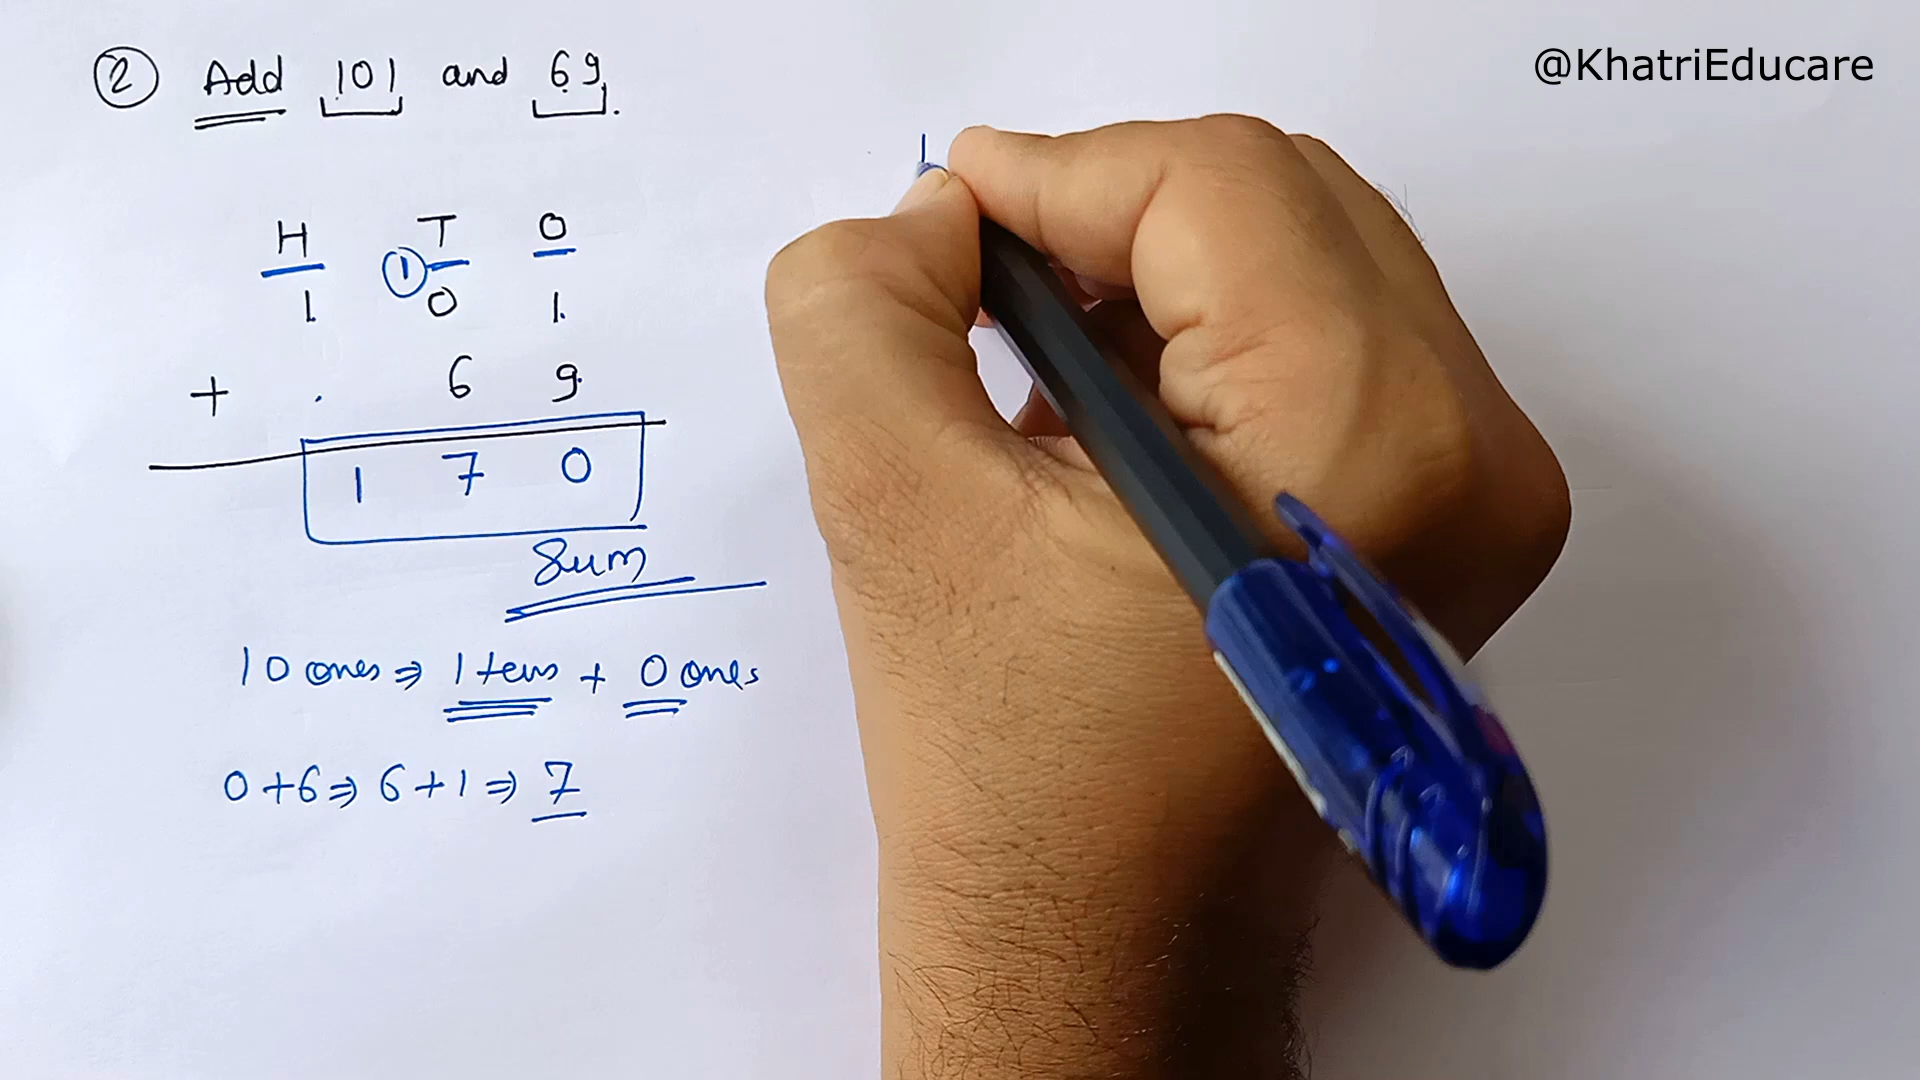 ② Add 101 and 69.
@KhatriEducare
H T O
①
1 0 1
+ 6 9
1 7 0
Sum
10 ones ⇒ 1 tens + 0 ones
0+6 ⇒ 6+1 ⇒ 7
1